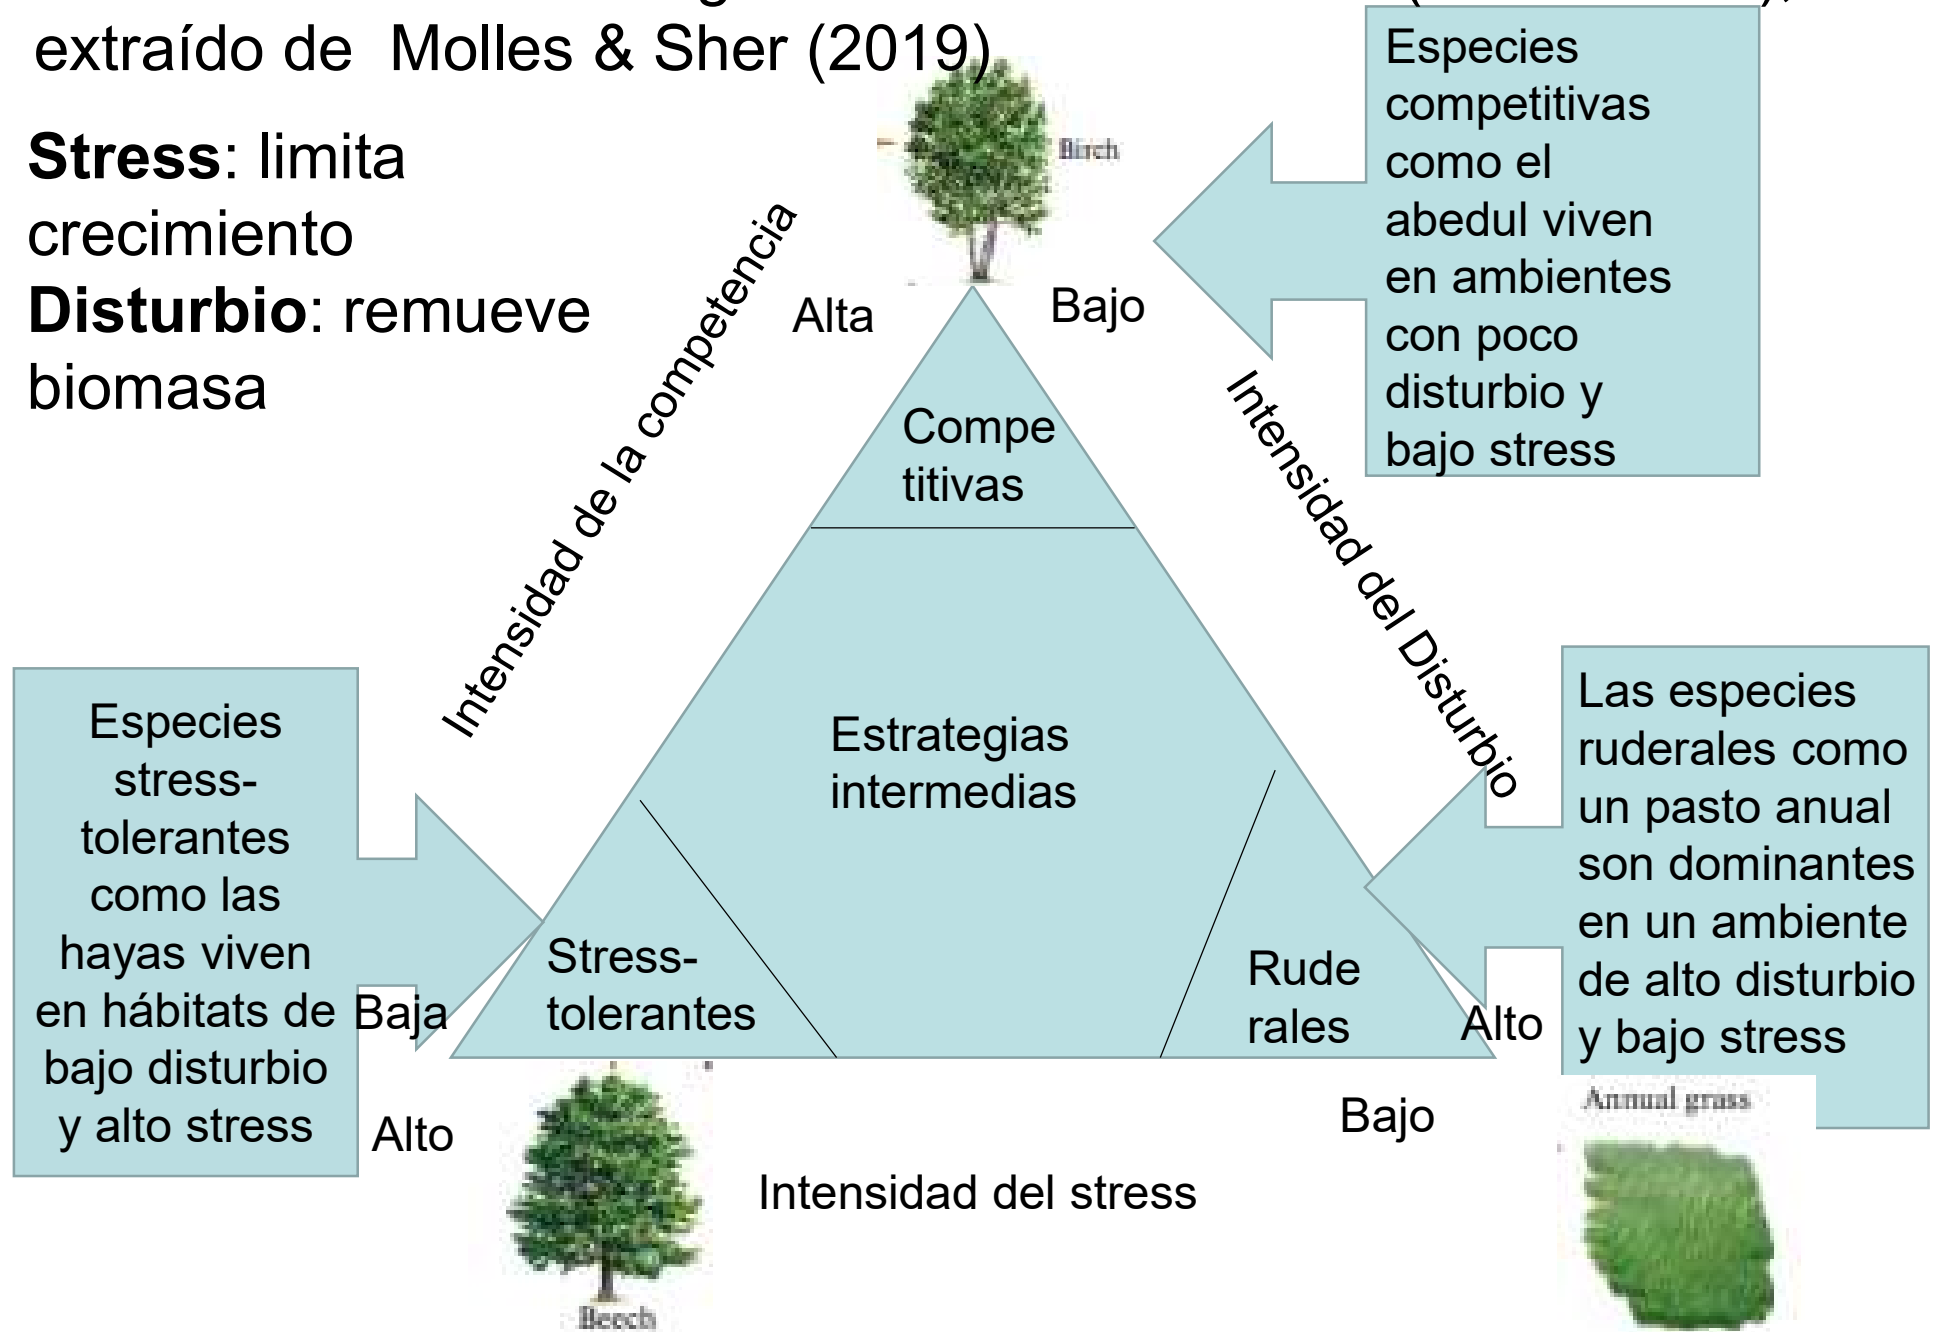 extraído de Molles & Sher (2019)
Stress: limita
crecimiento
Disturbio: remueve
biomasa
Birch
Especies
competitivas
como el
abedul viven
en ambientes
con poco
disturbio y
bajo stress
Alta
Bajo
Intensidad de la competencia
Intensidad del Disturbio
Compe
titivas
Estrategias
intermedias
Especies
stress-
tolerantes
como las
hayas viven
en hábitats de
bajo disturbio
y alto stress
Baja
Alto
Stress-
tolerantes
Rude
rales
Alto
Bajo
Las especies
ruderales como
un pasto anual
son dominantes
en un ambiente
de alto disturbio
y bajo stress
Annual grass
Intensidad del stress
Beech